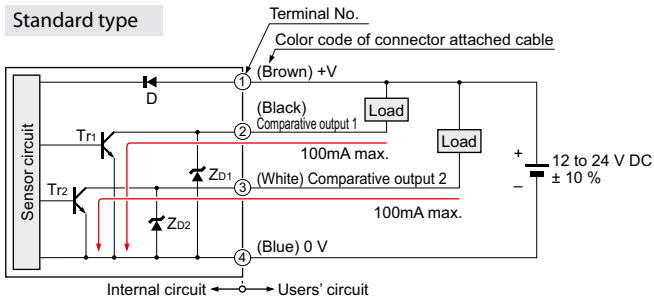 Standard type
Terminal No.
Color code of connector attached cable
1 (Brown) +V
D
(Black)
2 Comparative output 1
Load
Tr1
100mA max.
Load
Sensor circuit
ZD1
+
12 to 24 V DC
± 10 %
–
Tr2
3 (White) Comparative output 2
100mA max.
ZD2
4 (Blue) 0 V
Internal circuit
Users' circuit